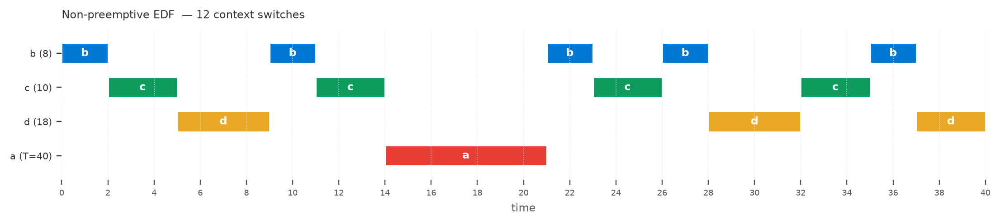 Non-preemptive EDF — 12 context switches
b (8) b b b b b
c (10) c c c c
d (18) d d d
a (T=40) a
0 2 4 6 8 10 12 14 16 18 20 22 24 26 28 30 32 34 36 38 40
time